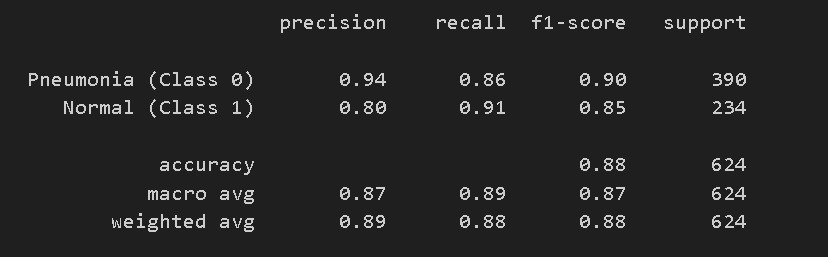 precision recall f1-score support
Pneumonia (Class 0) 0.94 0.86 0.90 390
Normal (Class 1) 0.80 0.91 0.85 234
accuracy 0.88 624
macro avg 0.87 0.89 0.87 624
weighted avg 0.89 0.88 0.88 624